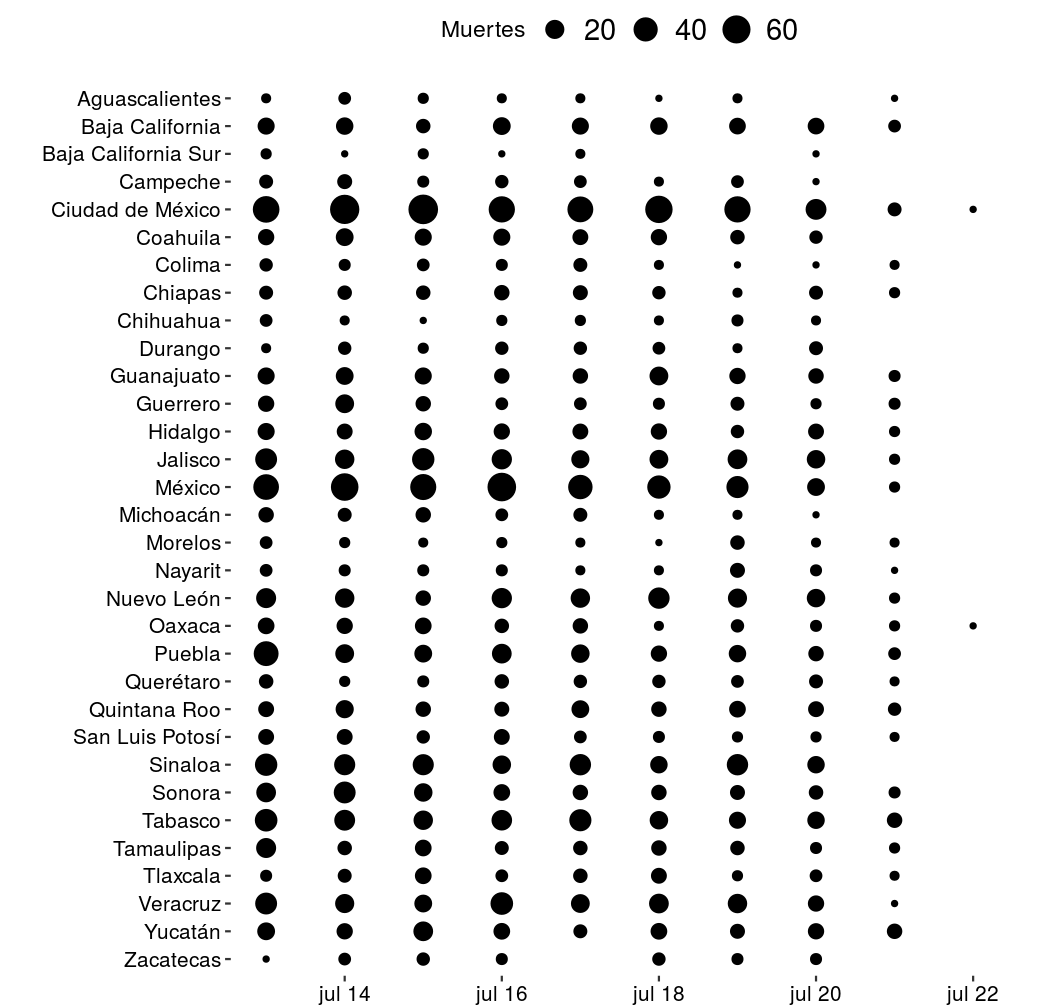 Muertes 20 40 60
Aguascalientes
Baja California
Baja California Sur
Campeche
Ciudad de México
Coahuila
Colima
Chiapas
Chihuahua
Durango
Guanajuato
Guerrero
Hidalgo
Jalisco
México
Michoacán
Morelos
Nayarit
Nuevo León
Oaxaca
Puebla
Querétaro
Quintana Roo
San Luis Potosí
Sinaloa
Sonora
Tabasco
Tamaulipas
Tlaxcala
Veracruz
Yucatán
Zacatecas
jul 14 jul 16 jul 18 jul 20 jul 22